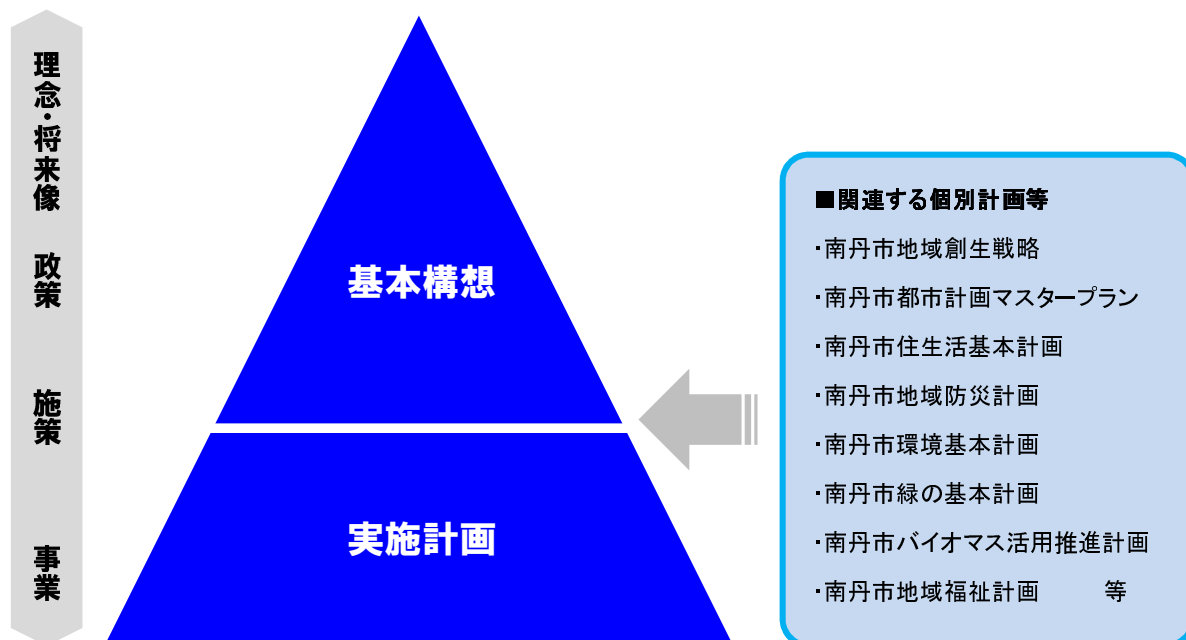 理念・将来像
政策
施策
事業
基本構想
実施計画
■関連する個別計画等
・南丹市地域創生戦略
・南丹市都市計画マスタープラン
・南丹市住生活基本計画
・南丹市地域防災計画
・南丹市環境基本計画
・南丹市緑の基本計画
・南丹市バイオマス活用推進計画
・南丹市地域福祉計画　　　等